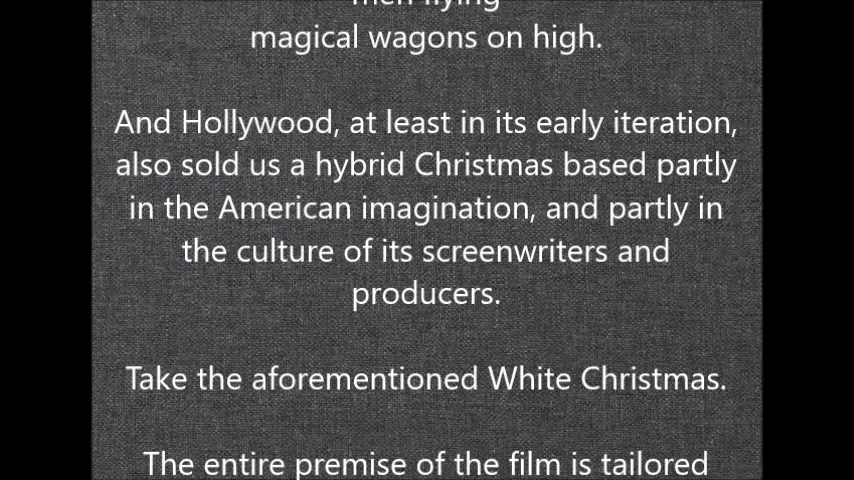 magical wagons on high.
And Hollywood, at least in its early iteration,
also sold us a hybrid Christmas based partly
in the American imagination, and partly in
the culture of its screenwriters and
producers.
Take the aforementioned White Christmas.
The entire premise of the film is tailored